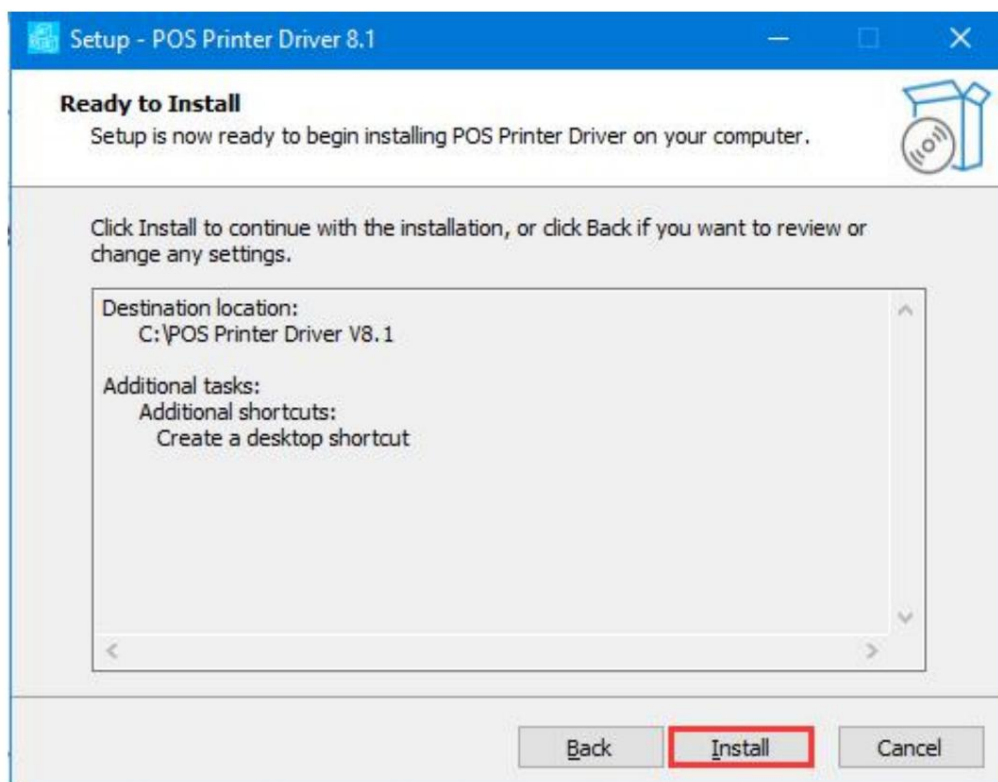 Setup - POS Printer Driver 8.1
Ready to Install
Setup is now ready to begin installing POS Printer Driver on your computer.
Click Install to continue with the installation, or click Back if you want to review or
change any settings.
Destination location:
C:\POS Printer Driver V8.1
Additional tasks:
Additional shortcuts:
Create a desktop shortcut
Back
Install
Cancel